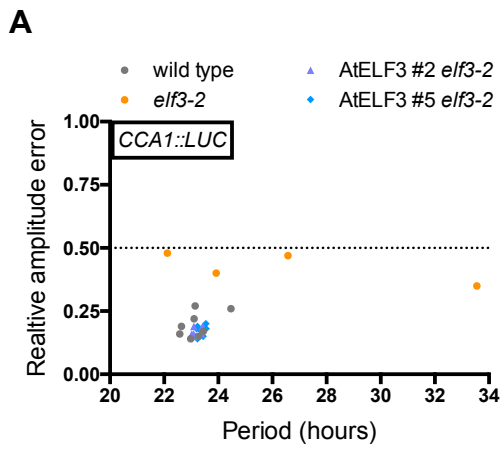 A
wild type
AtELF3 #2 elf3-2
elf3-2
AtELF3 #5 elf3-2
1.00
CCA1::LUC
0.75
0.50
0.25
0.00
Realtive amplitude error
20 22 24 26 28 30 32 34
Period (hours)